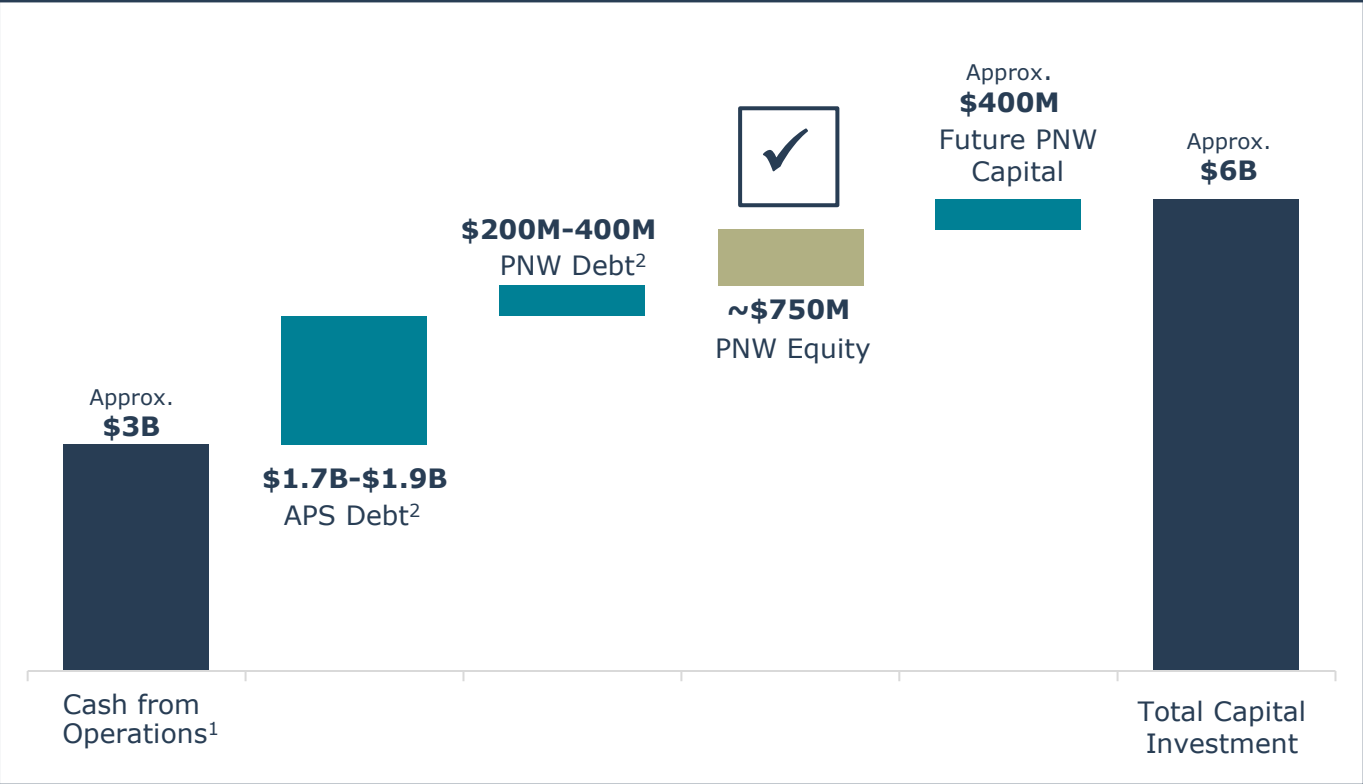 Approx.
$3B
Cash from
Operations¹
$1.7B-$1.9B
APS Debt²
$200M-400M
PNW Debt²
~$750M
PNW Equity
Approx.
$400M
Future PNW
Capital
Approx.
$6B
Total Capital
Investment